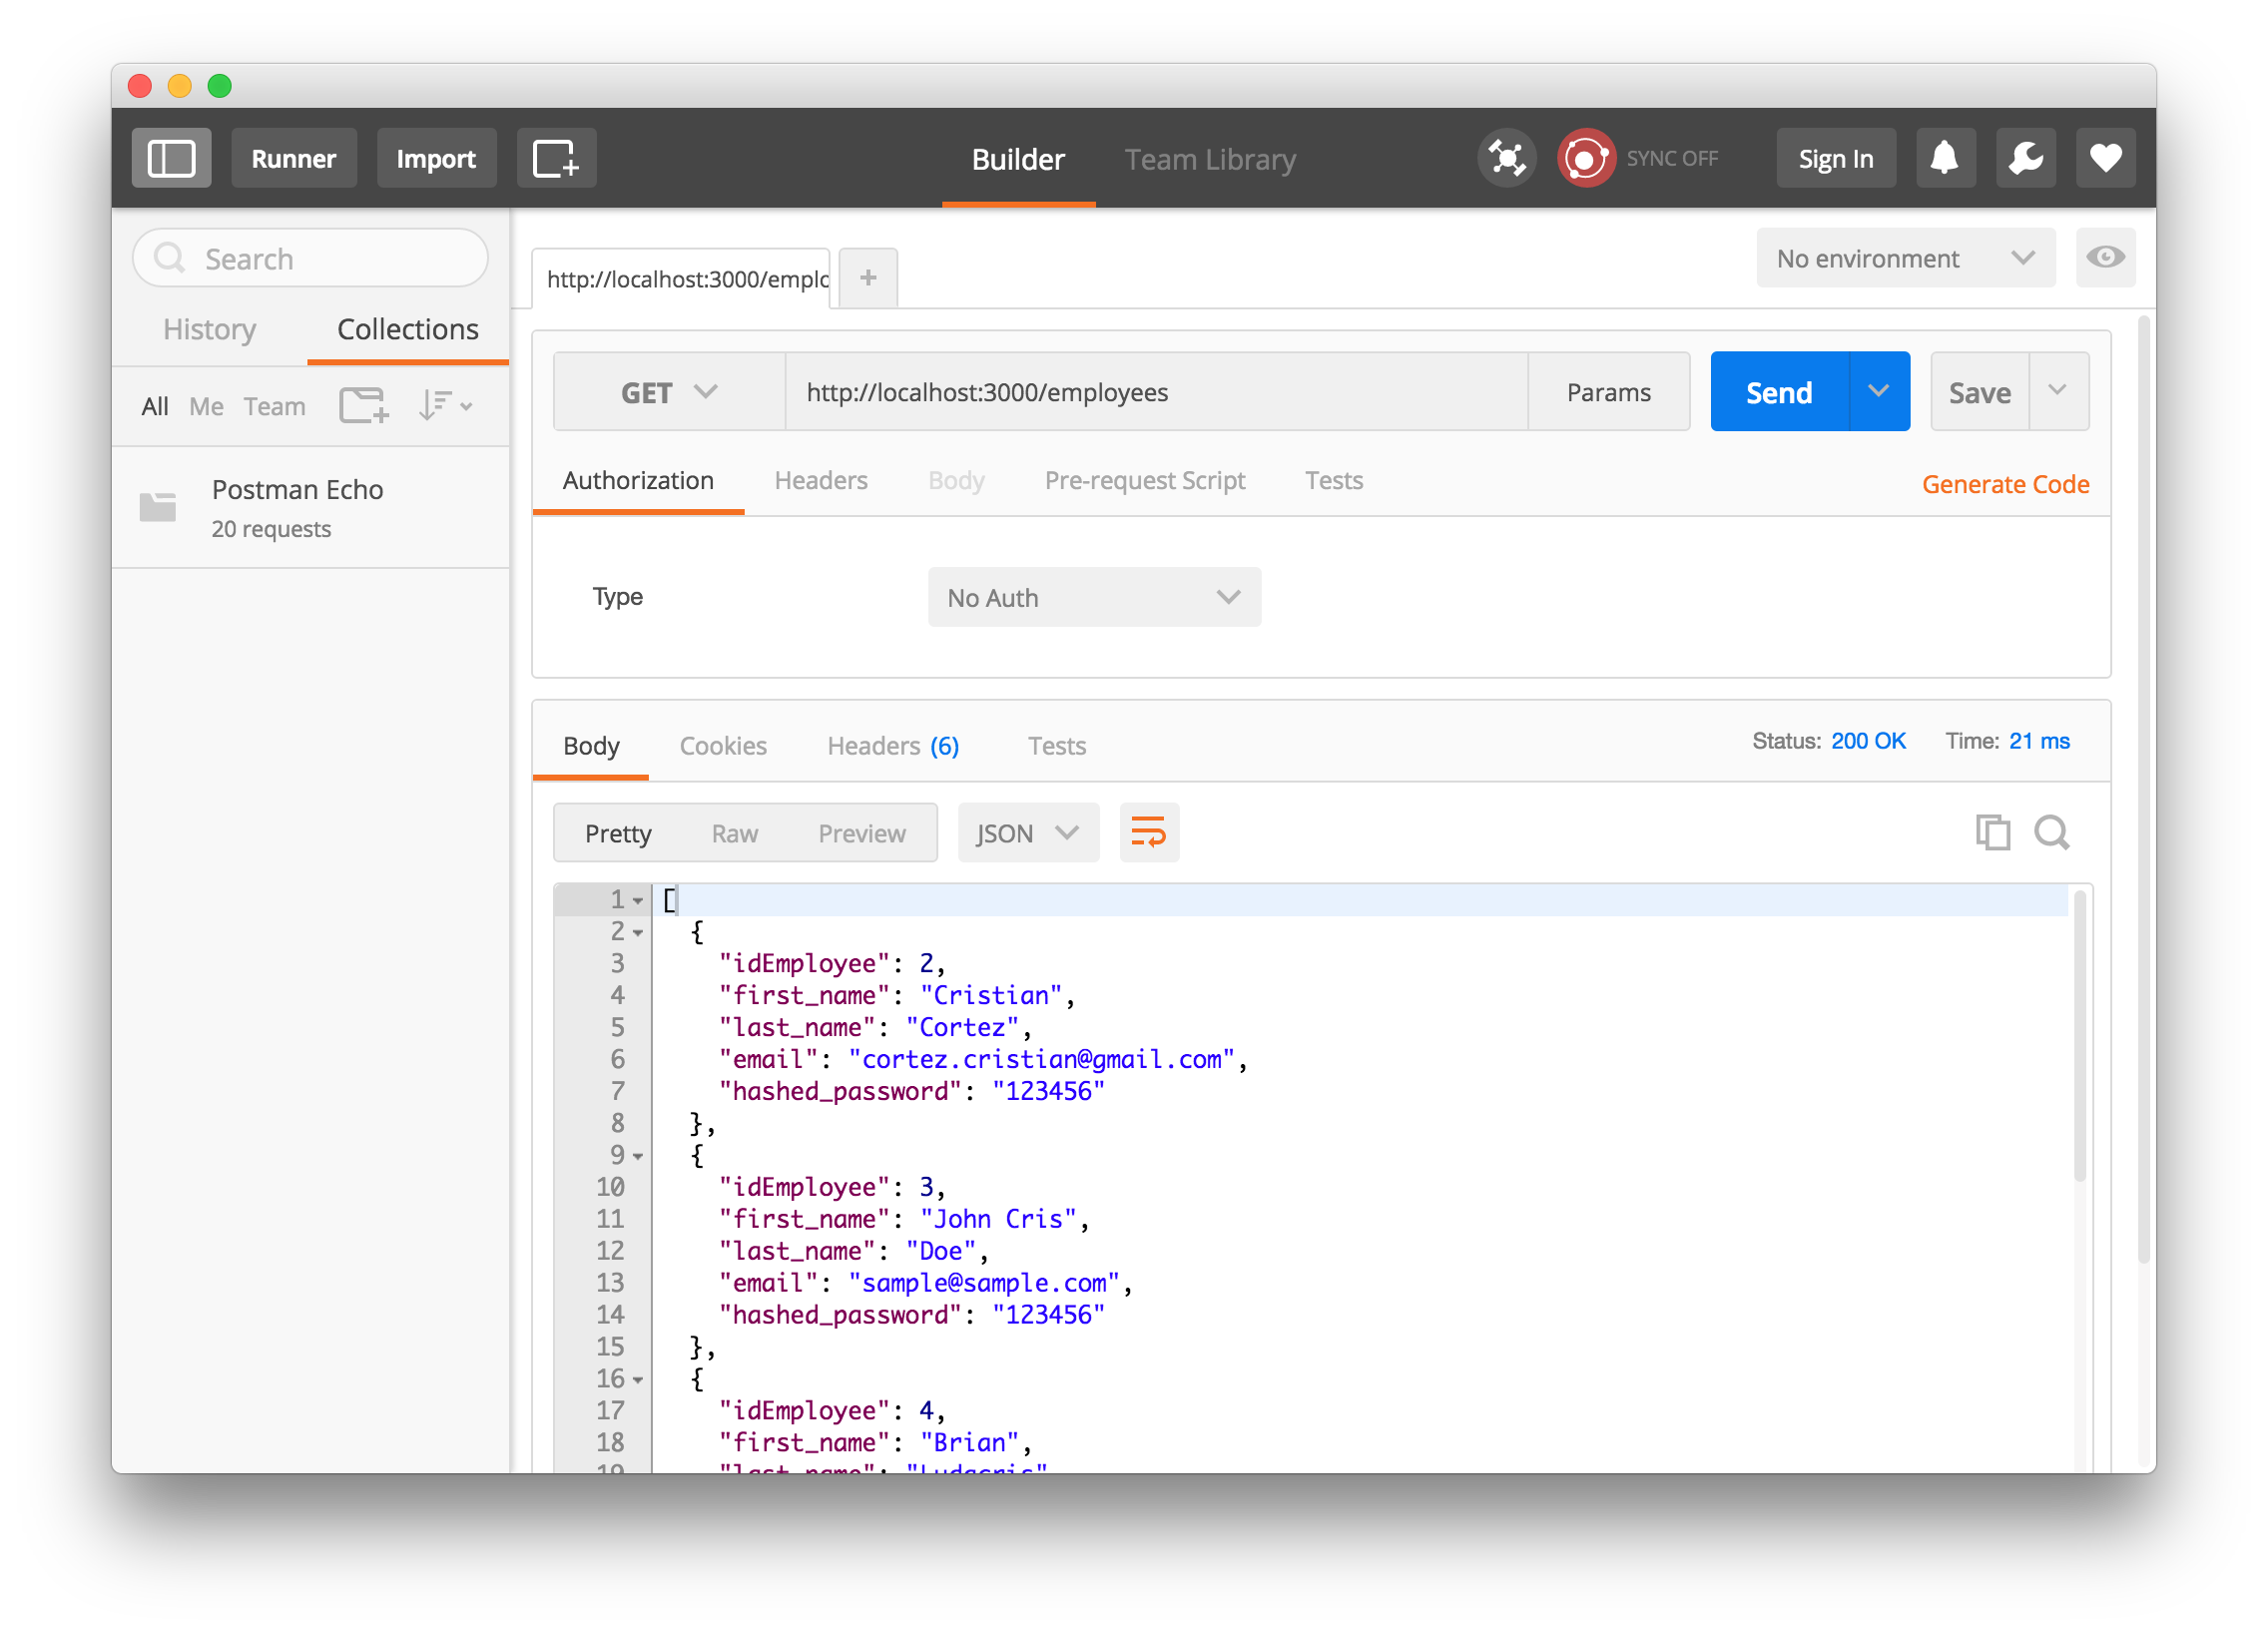 Runner Import Builder Team Library SYNC OFF Sign In
Search
http://localhost:3000/emplo + No environment
History Collections
GET http://localhost:3000/employees Params Send Save
All Me Team
Authorization Headers Body Pre-request Script Tests Generate Code
Postman Echo
20 requests
Type No Auth
Body Cookies Headers (6) Tests Status: 200 OK Time: 21 ms
Pretty Raw Preview JSON
1 [
2 {
3 "idEmployee": 2,
4 "first_name": "Cristian",
5 "last_name": "Cortez",
6 "email": "cortez.cristian@gmail.com",
7 "hashed_password": "123456"
8 },
9 {
10 "idEmployee": 3,
11 "first_name": "John Cris",
12 "last_name": "Doe",
13 "email": "sample@sample.com",
14 "hashed_password": "123456"
15 },
16 {
17 "idEmployee": 4,
18 "first_name": "Brian",
19 "last_name": "Ludacris"